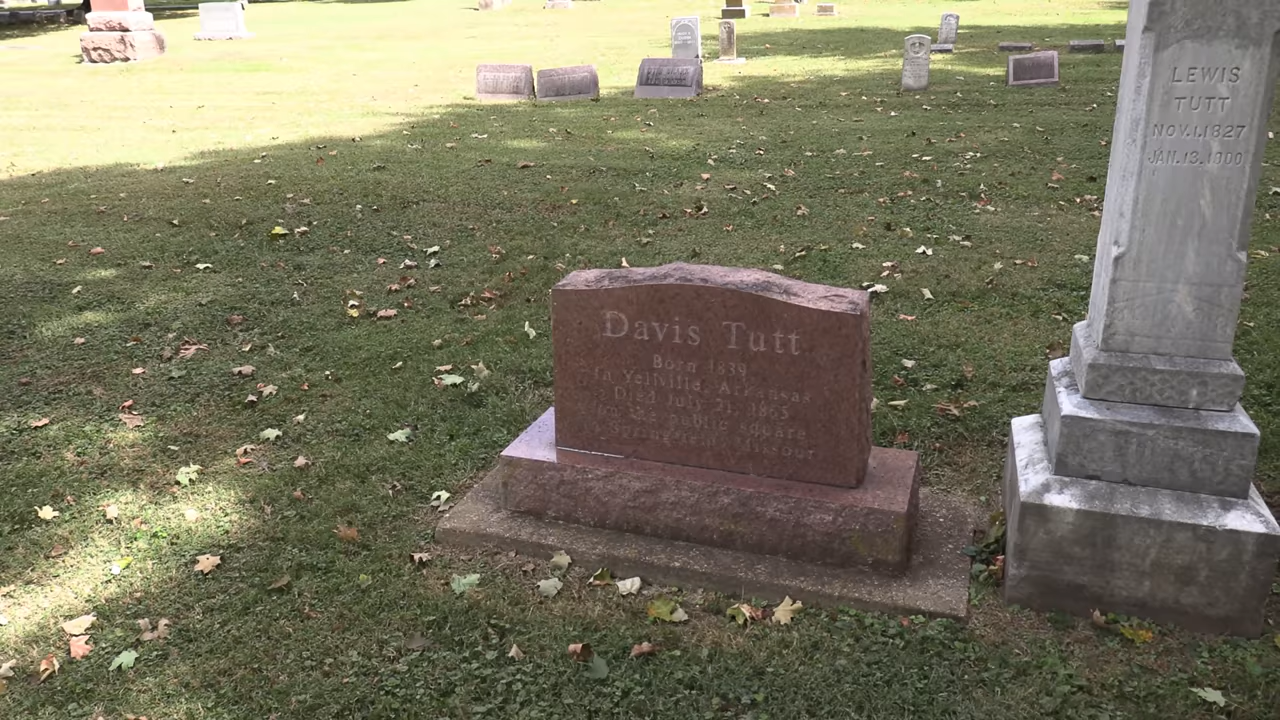 LEWIS
TUTT
NOV.1.1827
JAN.13.1900
Davis Tutt
Born 1839
In Yellville, Arkansas
Died July 21, 1865
on the public square
in Springfield, Missouri